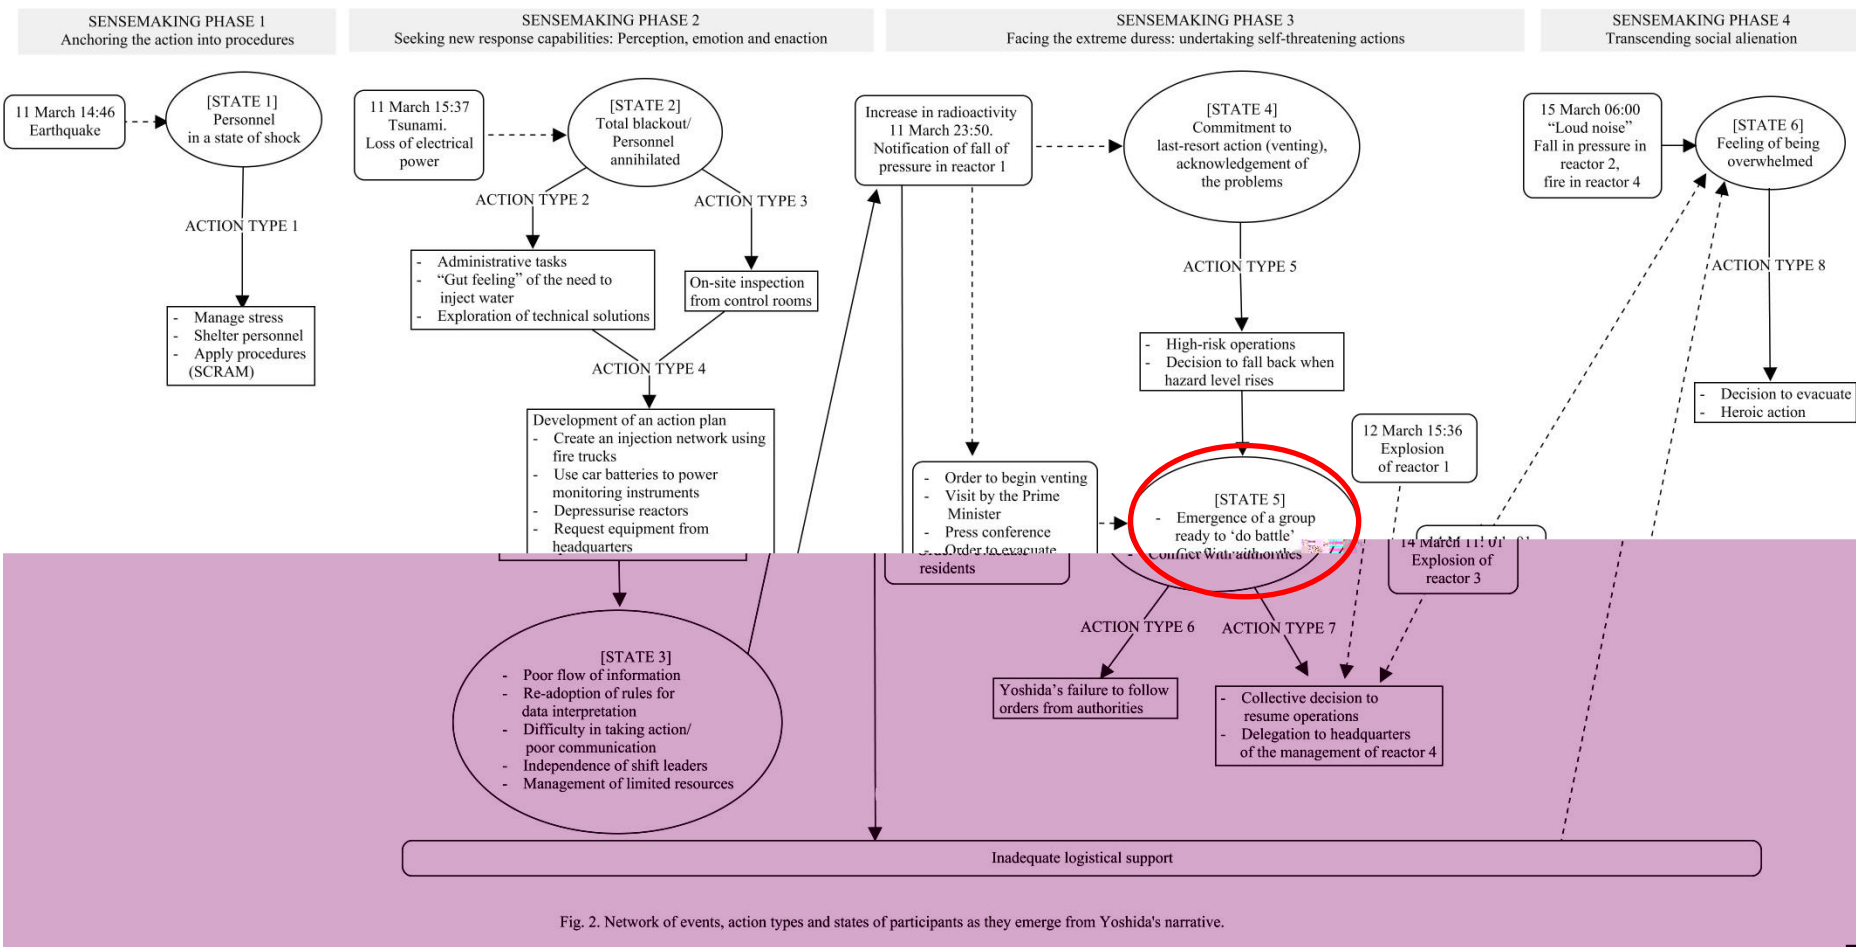 SENSEMAKING PHASE 1
Anchoring the action into procedures
SENSEMAKING PHASE 2
Seeking new response capabilities: Perception, emotion and enaction
SENSEMAKING PHASE 3
Facing the extreme duress: undertaking self-threatening actions
SENSEMAKING PHASE 4
Transcending social alienation
11 March 14:46
Earthquake
[STATE 1]
Personnel
in a state of shock
ACTION TYPE 1
- Manage stress
- Shelter personnel
- Apply procedures
(SCRAM)
11 March 15:37
Tsunami.
Loss of electrical
power
[STATE 2]
Total blackout/
Personnel
annihilated
ACTION TYPE 2
ACTION TYPE 3
- Administrative tasks
- “Gut feeling” of the need to
inject water
- Exploration of technical solutions
On-site inspection
from control rooms
ACTION TYPE 4
Development of an action plan
- Create an injection network using
fire trucks
- Use car batteries to power
monitoring instruments
- Depressurise reactors
- Request equipment from
headquarters
[STATE 3]
- Poor flow of information
- Re-adoption of rules for
data interpretation
- Difficulty in taking action/
poor communication
- Independence of shift leaders
- Management of limited resources
Increase in radioactivity
11 March 23:50.
Notification of fall of
pressure in reactor 1
[STATE 4]
Commitment to
last-resort action (venting),
acknowledgement of
the problems
ACTION TYPE 5
- High-risk operations
- Decision to fall back when
hazard level rises
- Order to begin venting
- Visit by the Prime
Minister
- Press conference
- Order to evacuate
residents
[STATE 5]
- Emergence of a group
ready to ‘do battle’
- Conflict with authorities
12 March 15:36
Explosion
of reactor 1
14 March 11:01
Explosion of
reactor 3
ACTION TYPE 6
ACTION TYPE 7
Yoshida’s failure to follow
orders from authorities
- Collective decision to
resume operations
- Delegation to headquarters
of the management of reactor 4
15 March 06:00
“Loud noise”
Fall in pressure in
reactor 2,
fire in reactor 4
[STATE 6]
Feeling of being
overwhelmed
ACTION TYPE 8
- Decision to evacuate
- Heroic action
Inadequate logistical support
Fig. 2. Network of events, action types and states of participants as they emerge from Yoshida's narrative.